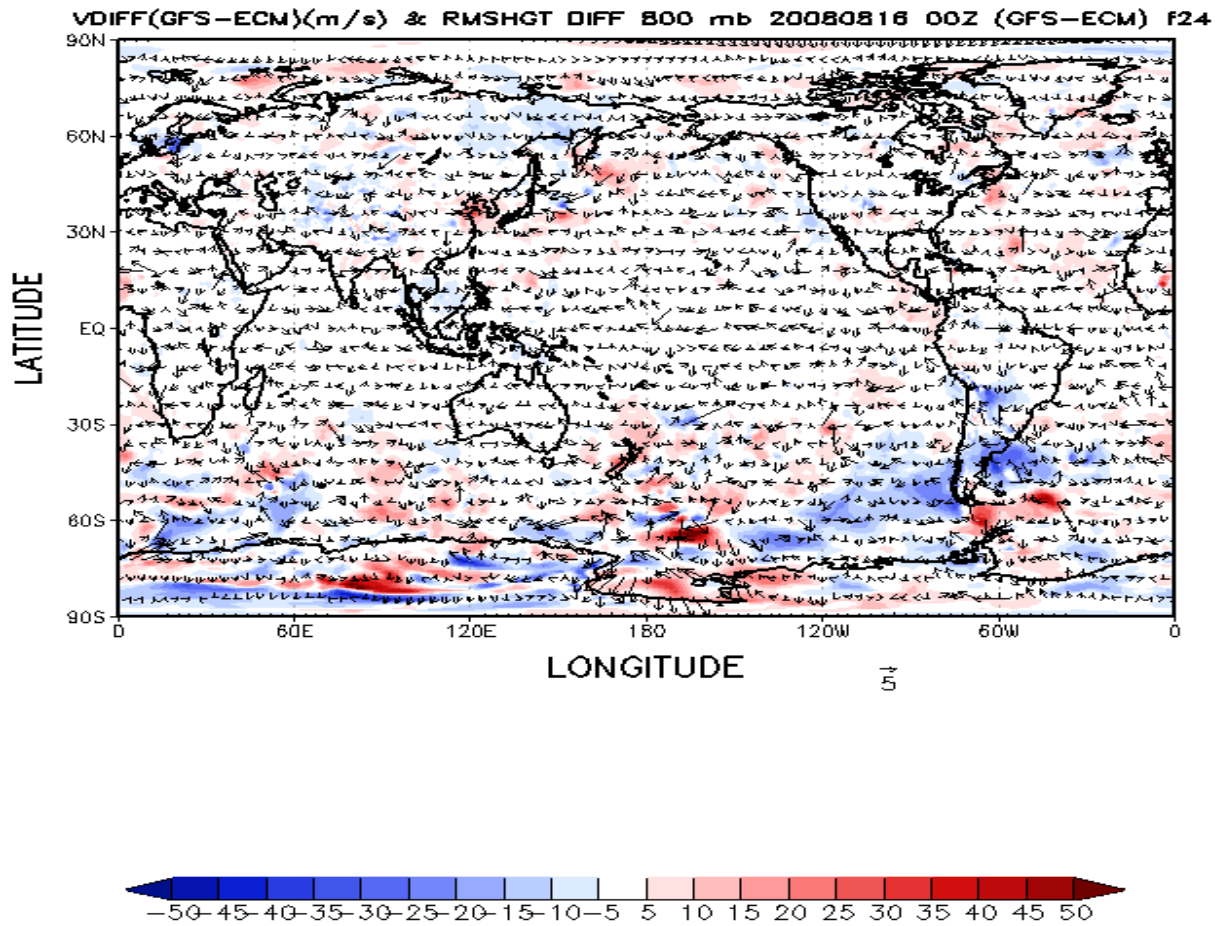 VDIFF(GFS-ECM)(m/s) & RMSHGT DIFF 800 mb 20080816 00Z (GFS-ECM) f24
90N
60N
30N
EQ
30S
60S
90S
LATITUDE
0 60E 120E 180 120W 60W 0
LONGITUDE
5
-50 -45 -40 -35 -30 -25 -20 -15 -10 -5 5 10 15 20 25 30 35 40 45 50